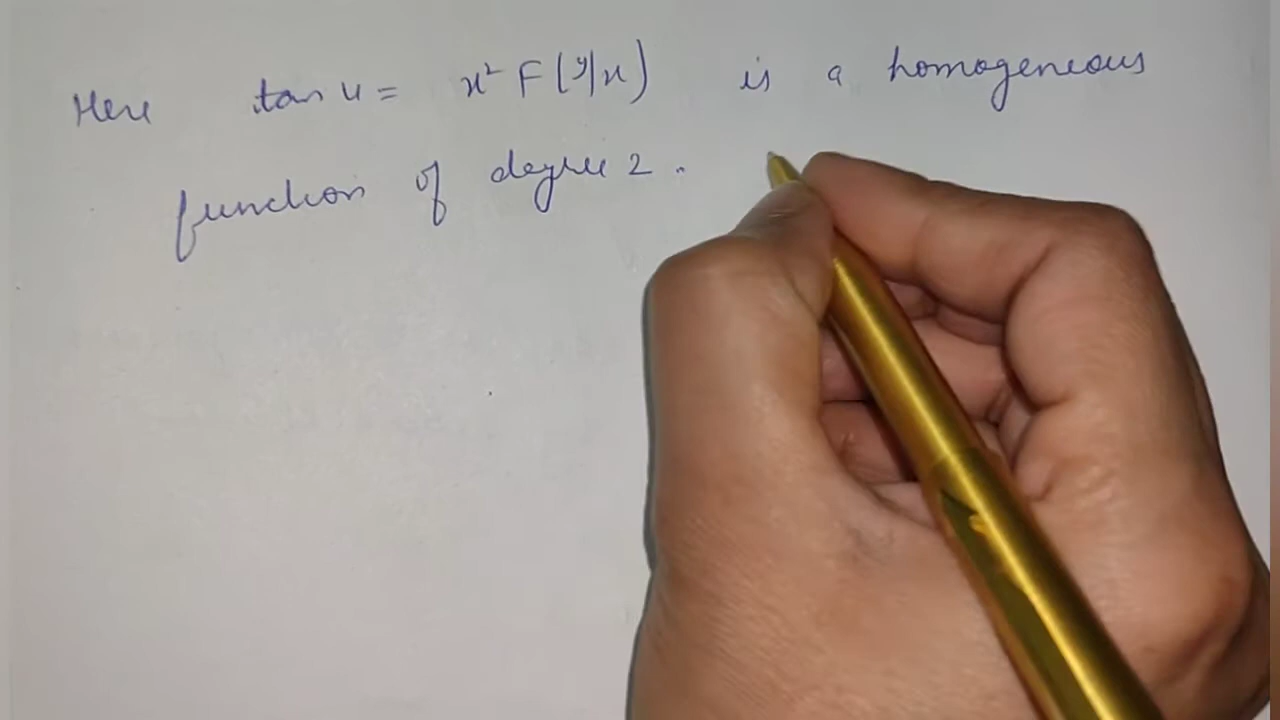 Here tan u = x² F(y/x) is a homogeneous
function of degree 2.